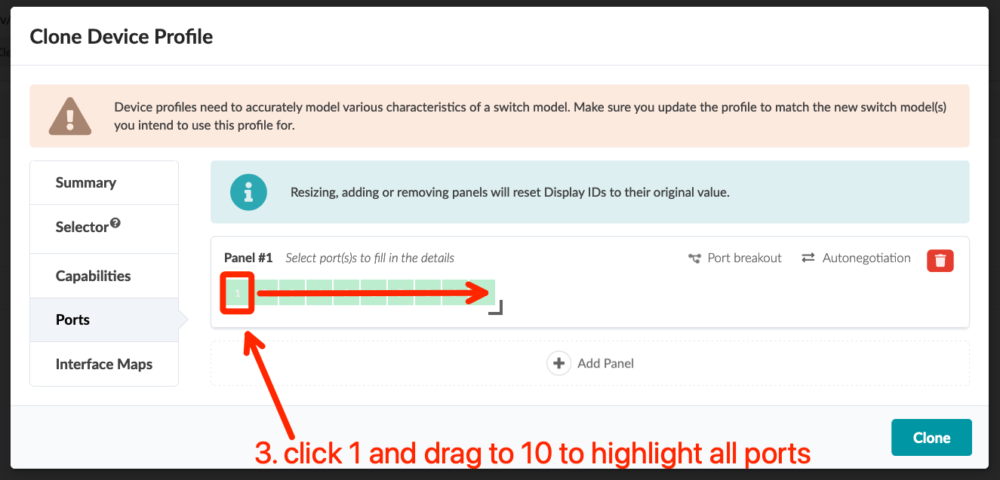 Clone Device Profile
Device profiles need to accurately model various characteristics of a switch model. Make sure you update the profile to match the new switch model(s)
you intend to use this profile for.
Summary
Selector
Capabilities
Ports
Interface Maps
Resizing, adding or removing panels will reset Display IDs to their original value.
Panel #1 Select port(s)s to fill in the details Port breakout Autonegotiation
1
Add Panel
3. click 1 and drag to 10 to highlight all ports
Clone